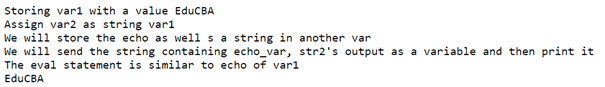 Storing var1 with a value EduCBA
Assign var2 as string var1
We will store the echo as well s a string in another var
We will send the string containing echo_var, str2's output as a variable and then print it
The eval statement is similar to echo of var1
EduCBA